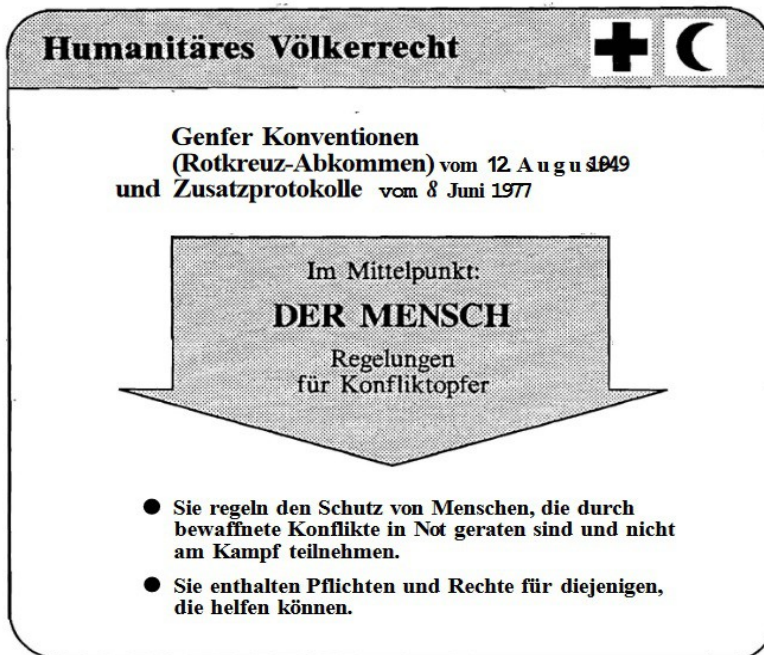 Humanitäres Völkerrecht
Genfer Konventionen
(Rotkreuz-Abkommen) vom 12. August 1949
und Zusatzprotokolle vom 8 Juni 1977
Im Mittelpunkt:
DER MENSCH
Regelungen
für Konfliktopfer
● Sie regeln den Schutz von Menschen, die durch
bewaffnete Konflikte in Not geraten sind und nicht
am Kampf teilnehmen.
● Sie enthalten Pflichten und Rechte für diejenigen,
die helfen können.